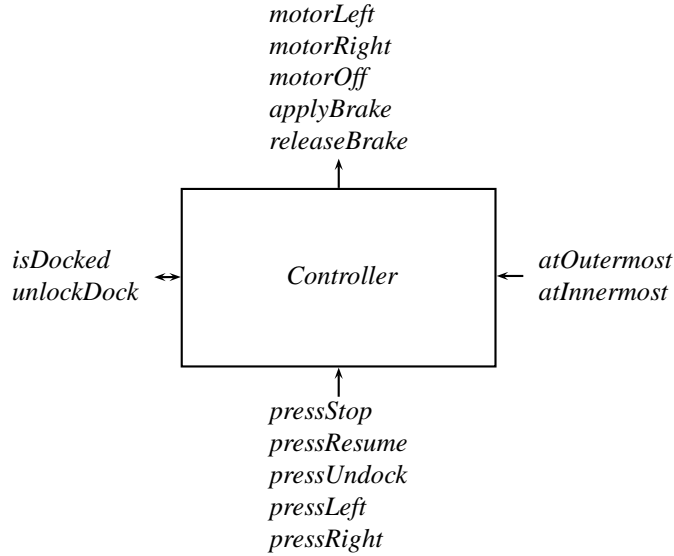 motorLeft
motorRight
motorOff
applyBrake
releaseBrake
isDocked
unlockDock
Controller
atOutermost
atInnermost
pressStop
pressResume
pressUndock
pressLeft
pressRight